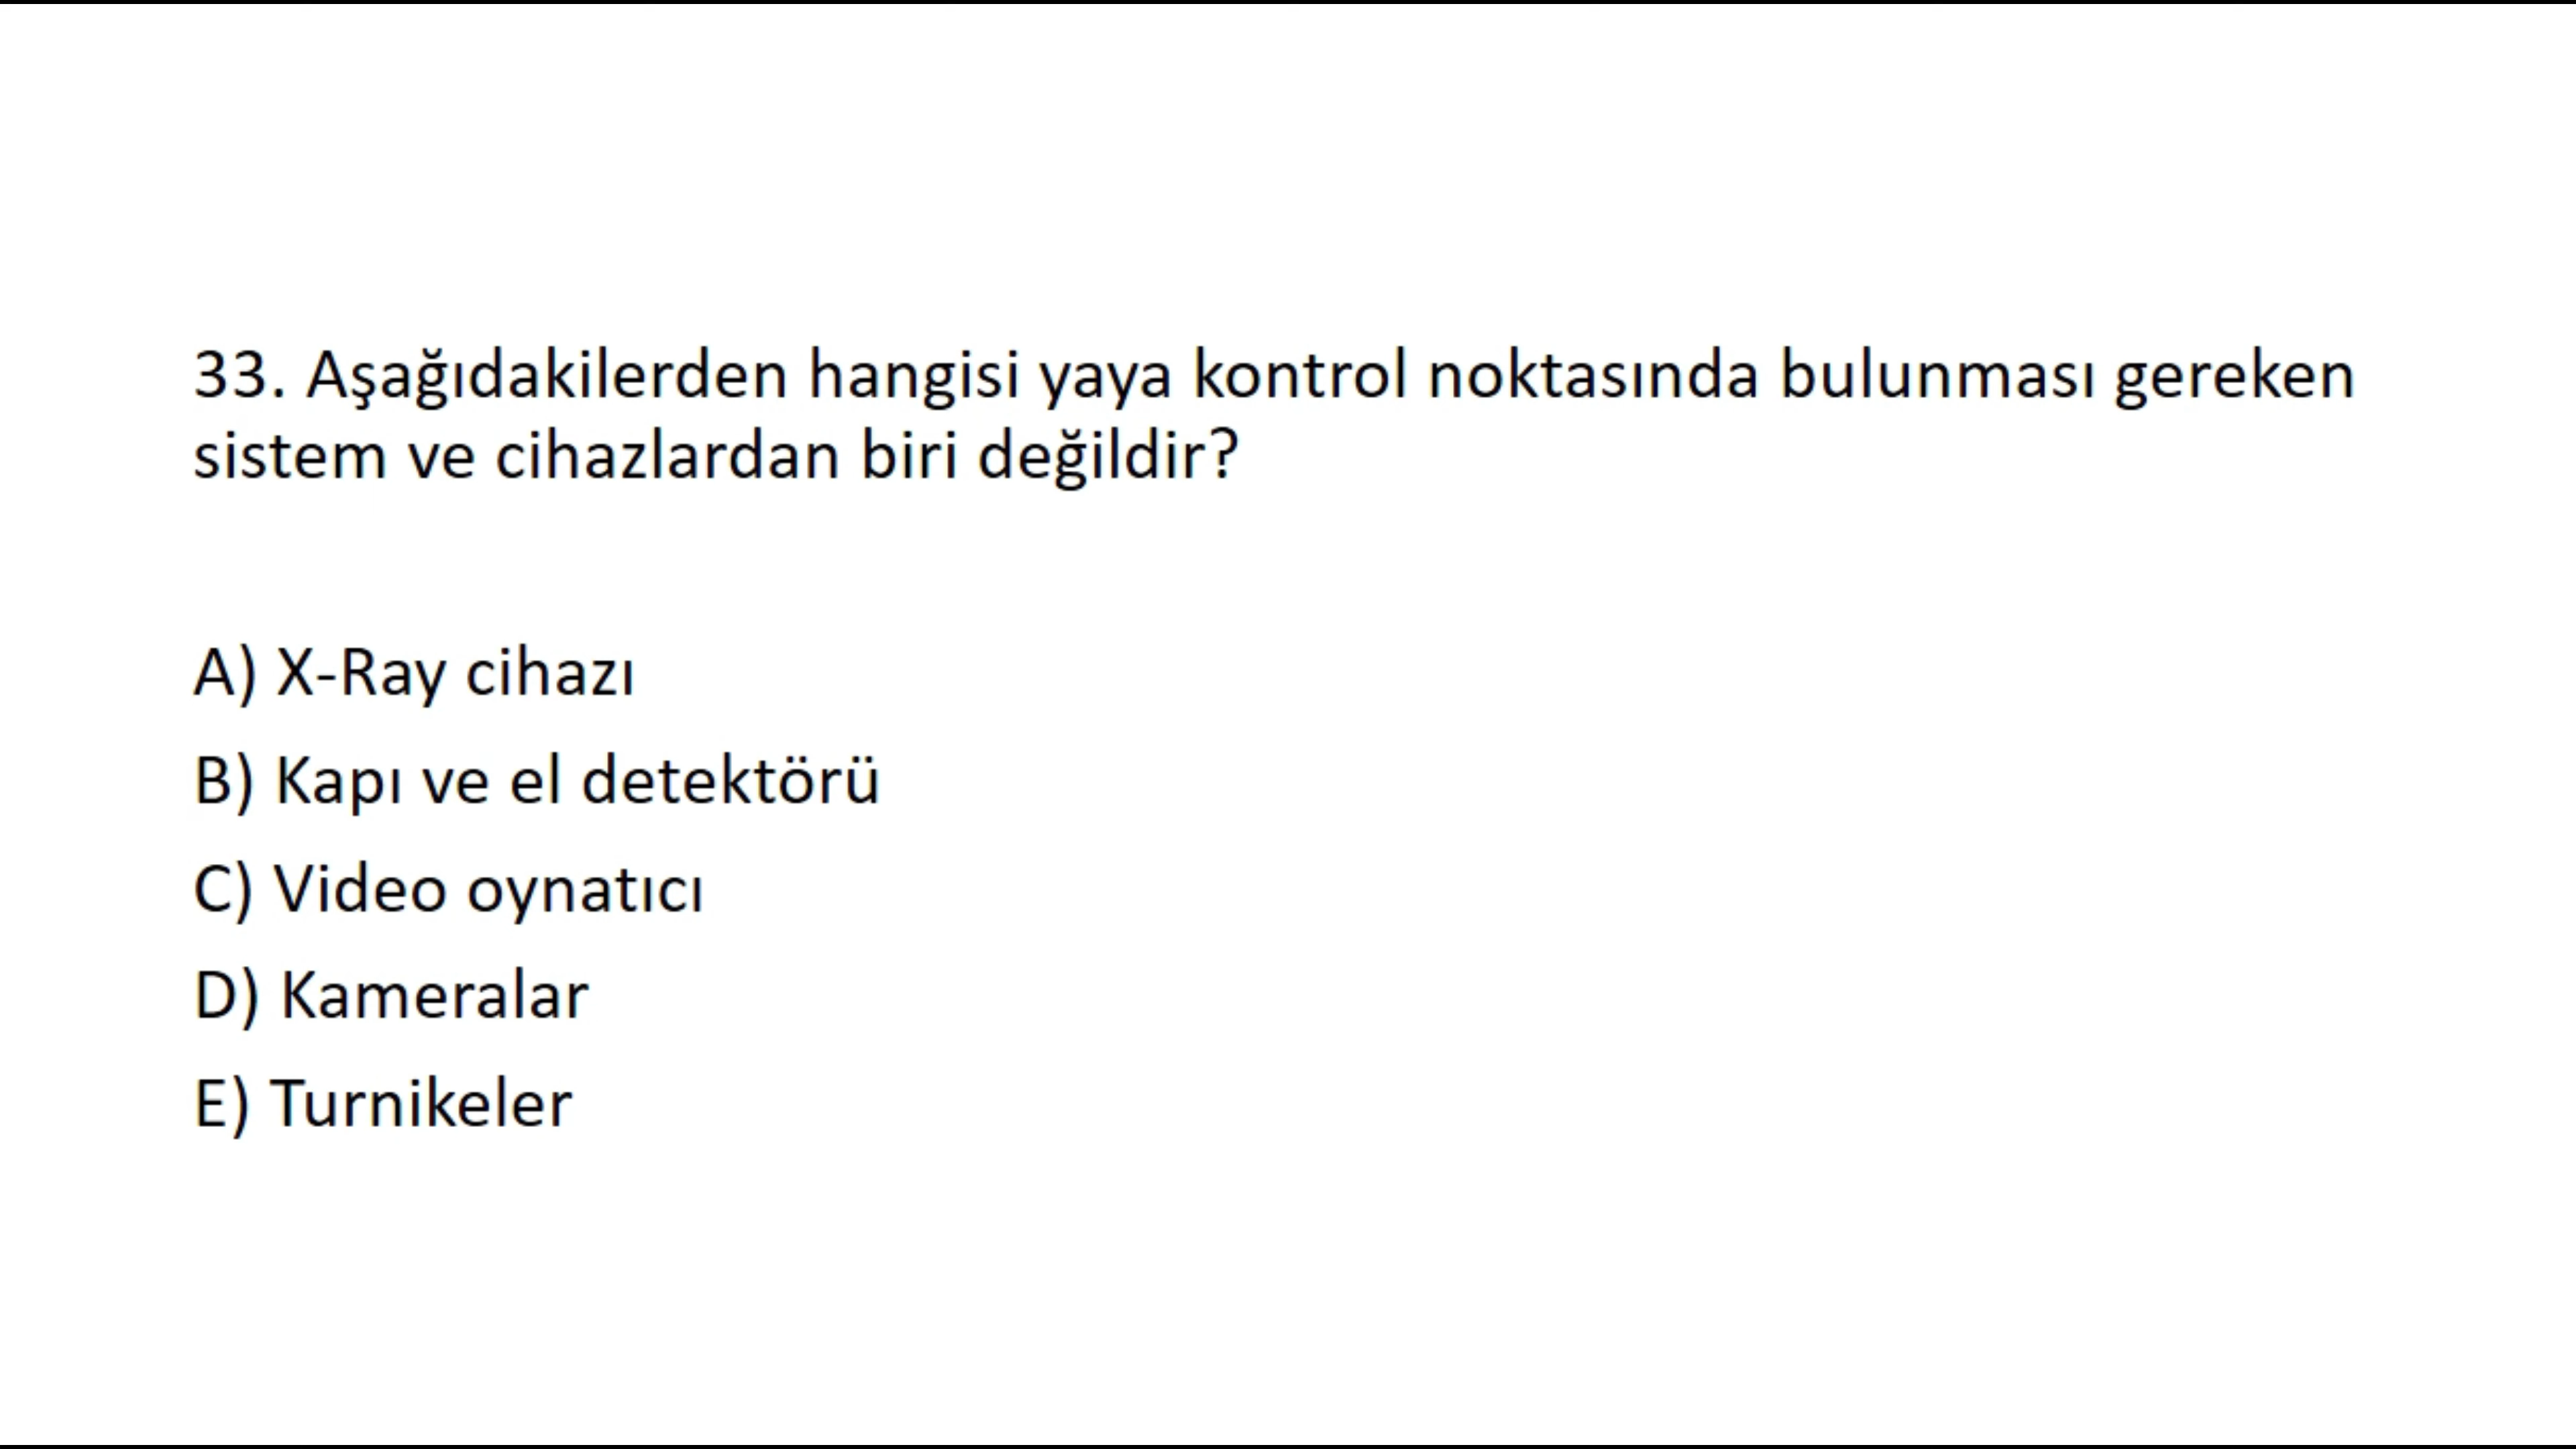 33. Aşağıdakilerden hangisi yaya kontrol noktasında bulunması gereken
sistem ve cihazlardan biri değildir?
A) X-Ray cihazı
B) Kapı ve el detektörü
C) Video oynatıcı
D) Kameralar
E) Turnikeler